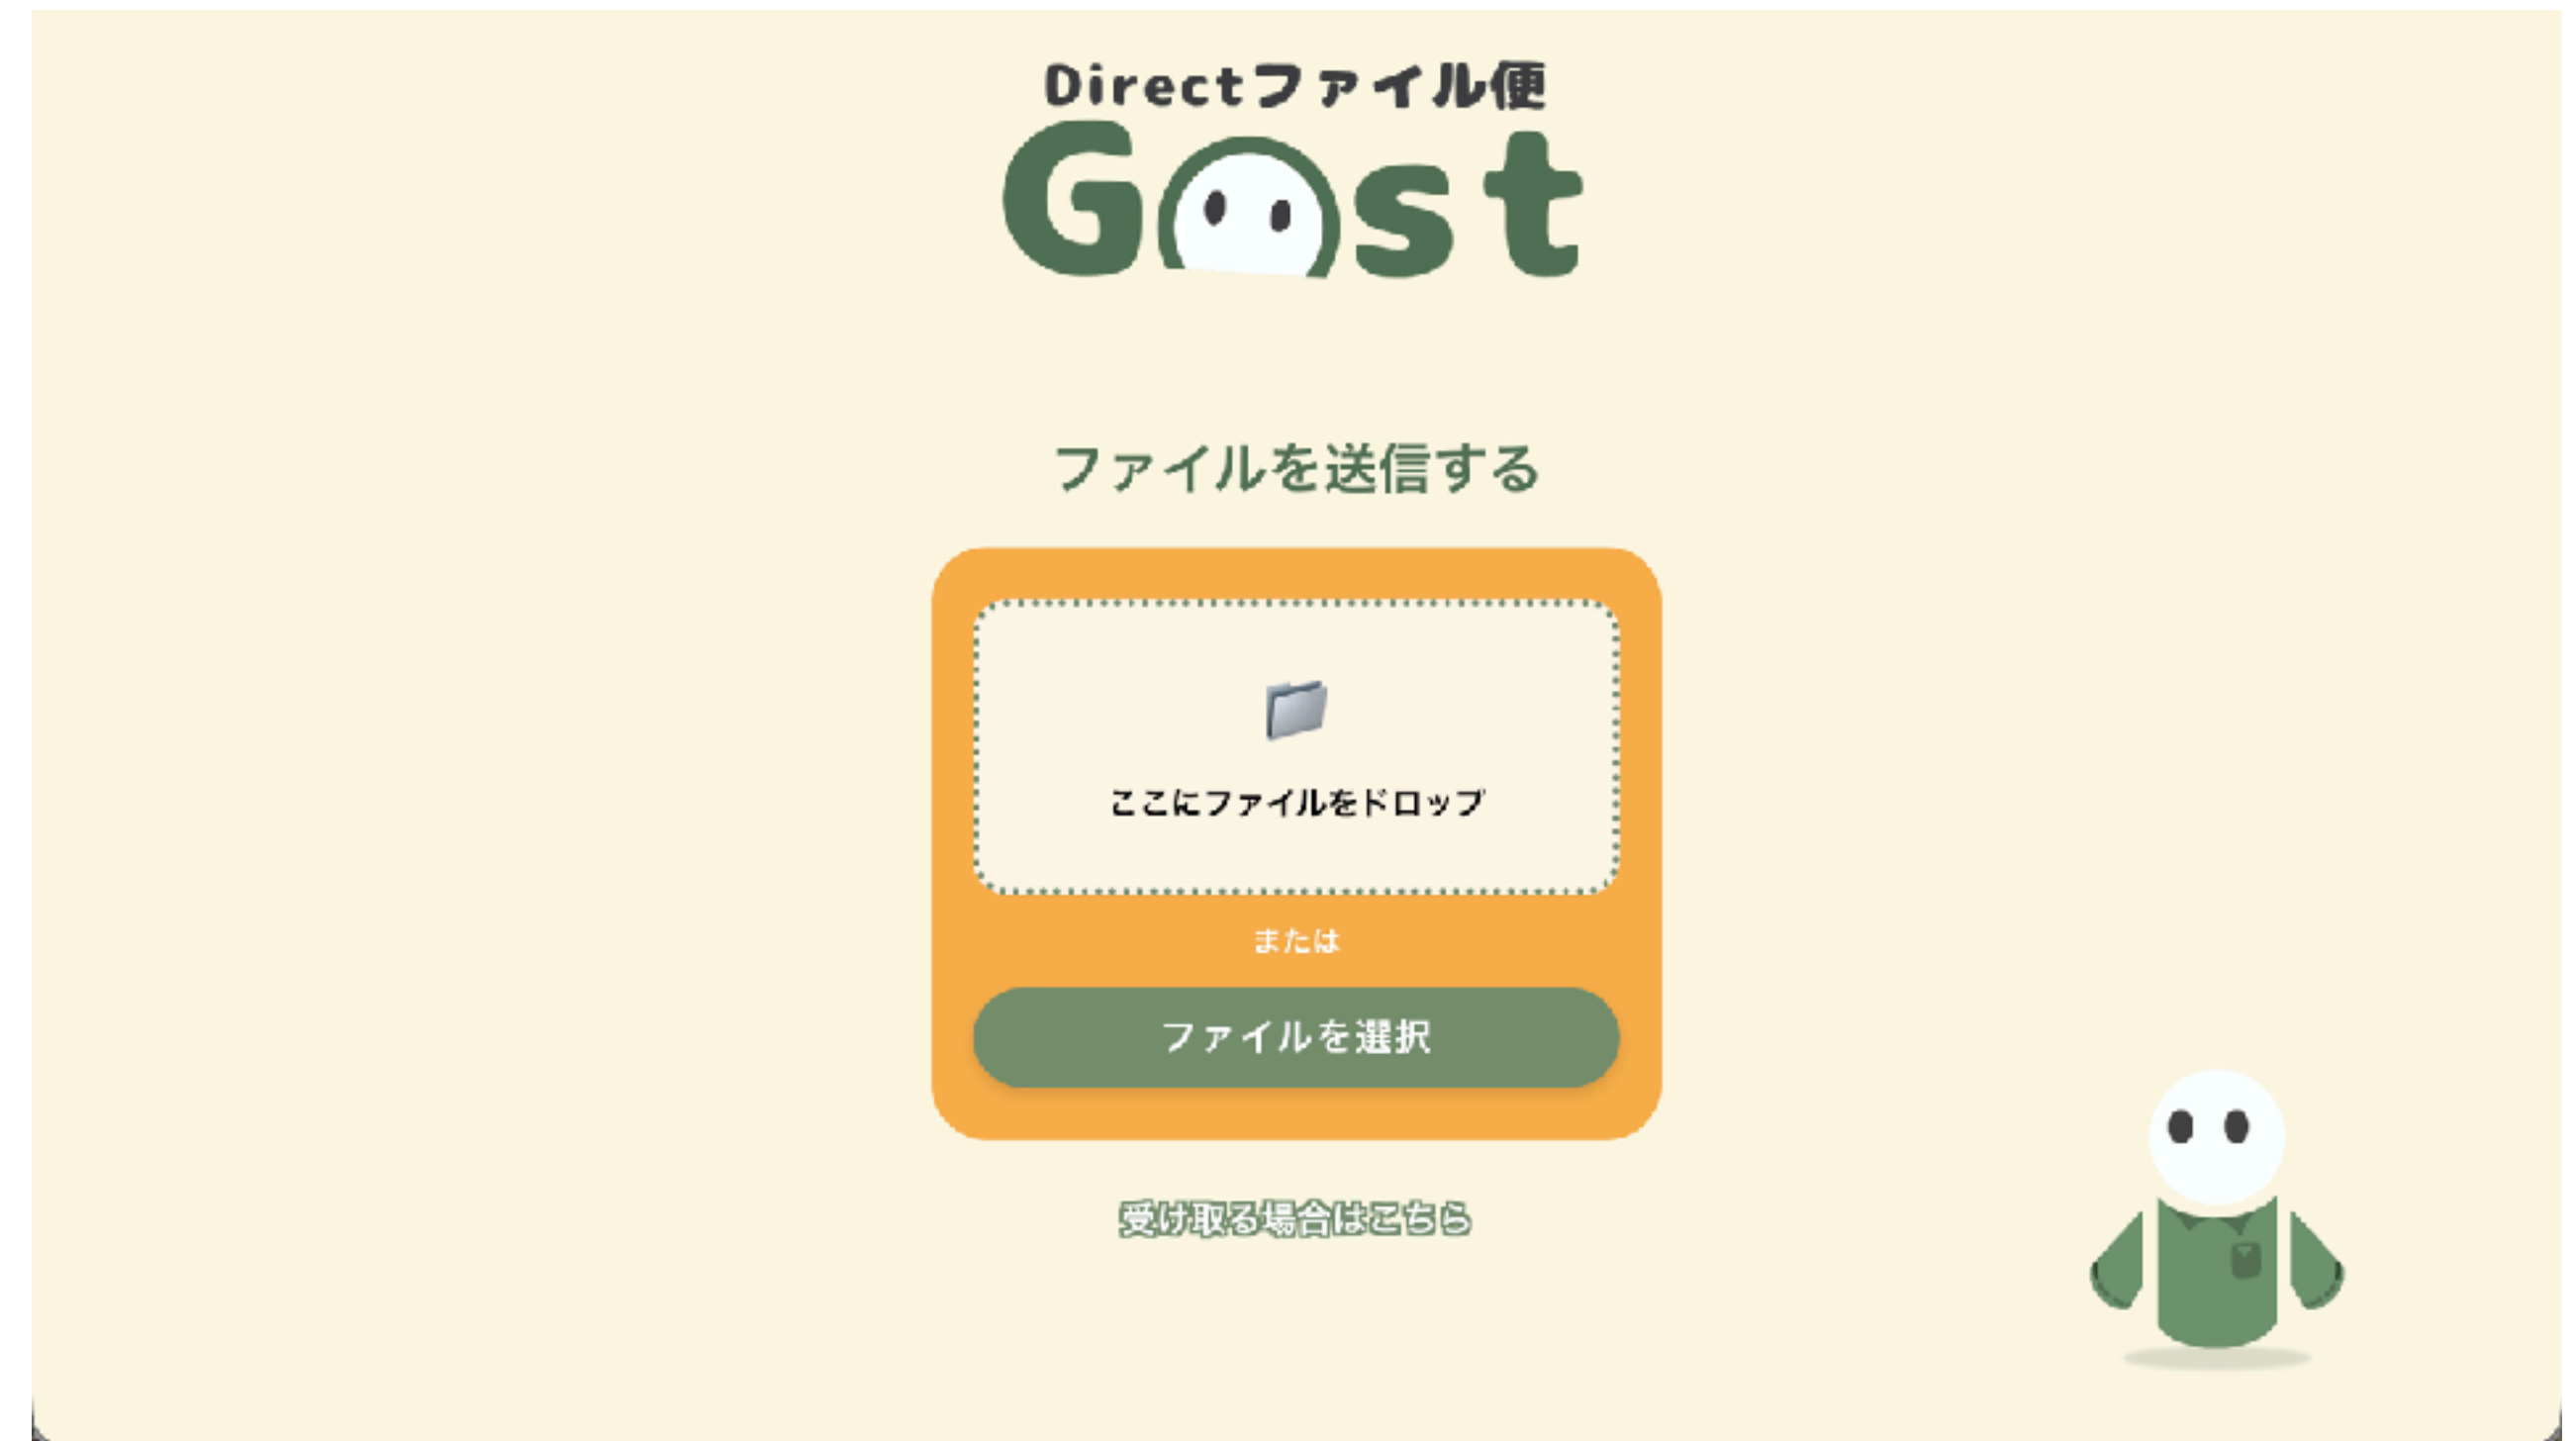 Directファイル便
Gost
ファイルを送信する
ここにファイルをドロップ
または
ファイルを選択
受け取る場合はこちら